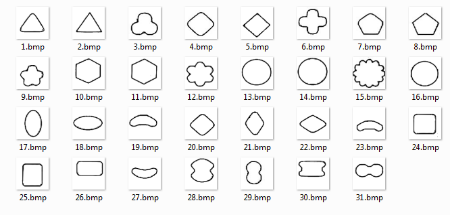 1.bmp 2.bmp 3.bmp 4.bmp 5.bmp 6.bmp 7.bmp 8.bmp
9.bmp 10.bmp 11.bmp 12.bmp 13.bmp 14.bmp 15.bmp 16.bmp
17.bmp 18.bmp 19.bmp 20.bmp 21.bmp 22.bmp 23.bmp 24.bmp
25.bmp 26.bmp 27.bmp 28.bmp 29.bmp 30.bmp 31.bmp